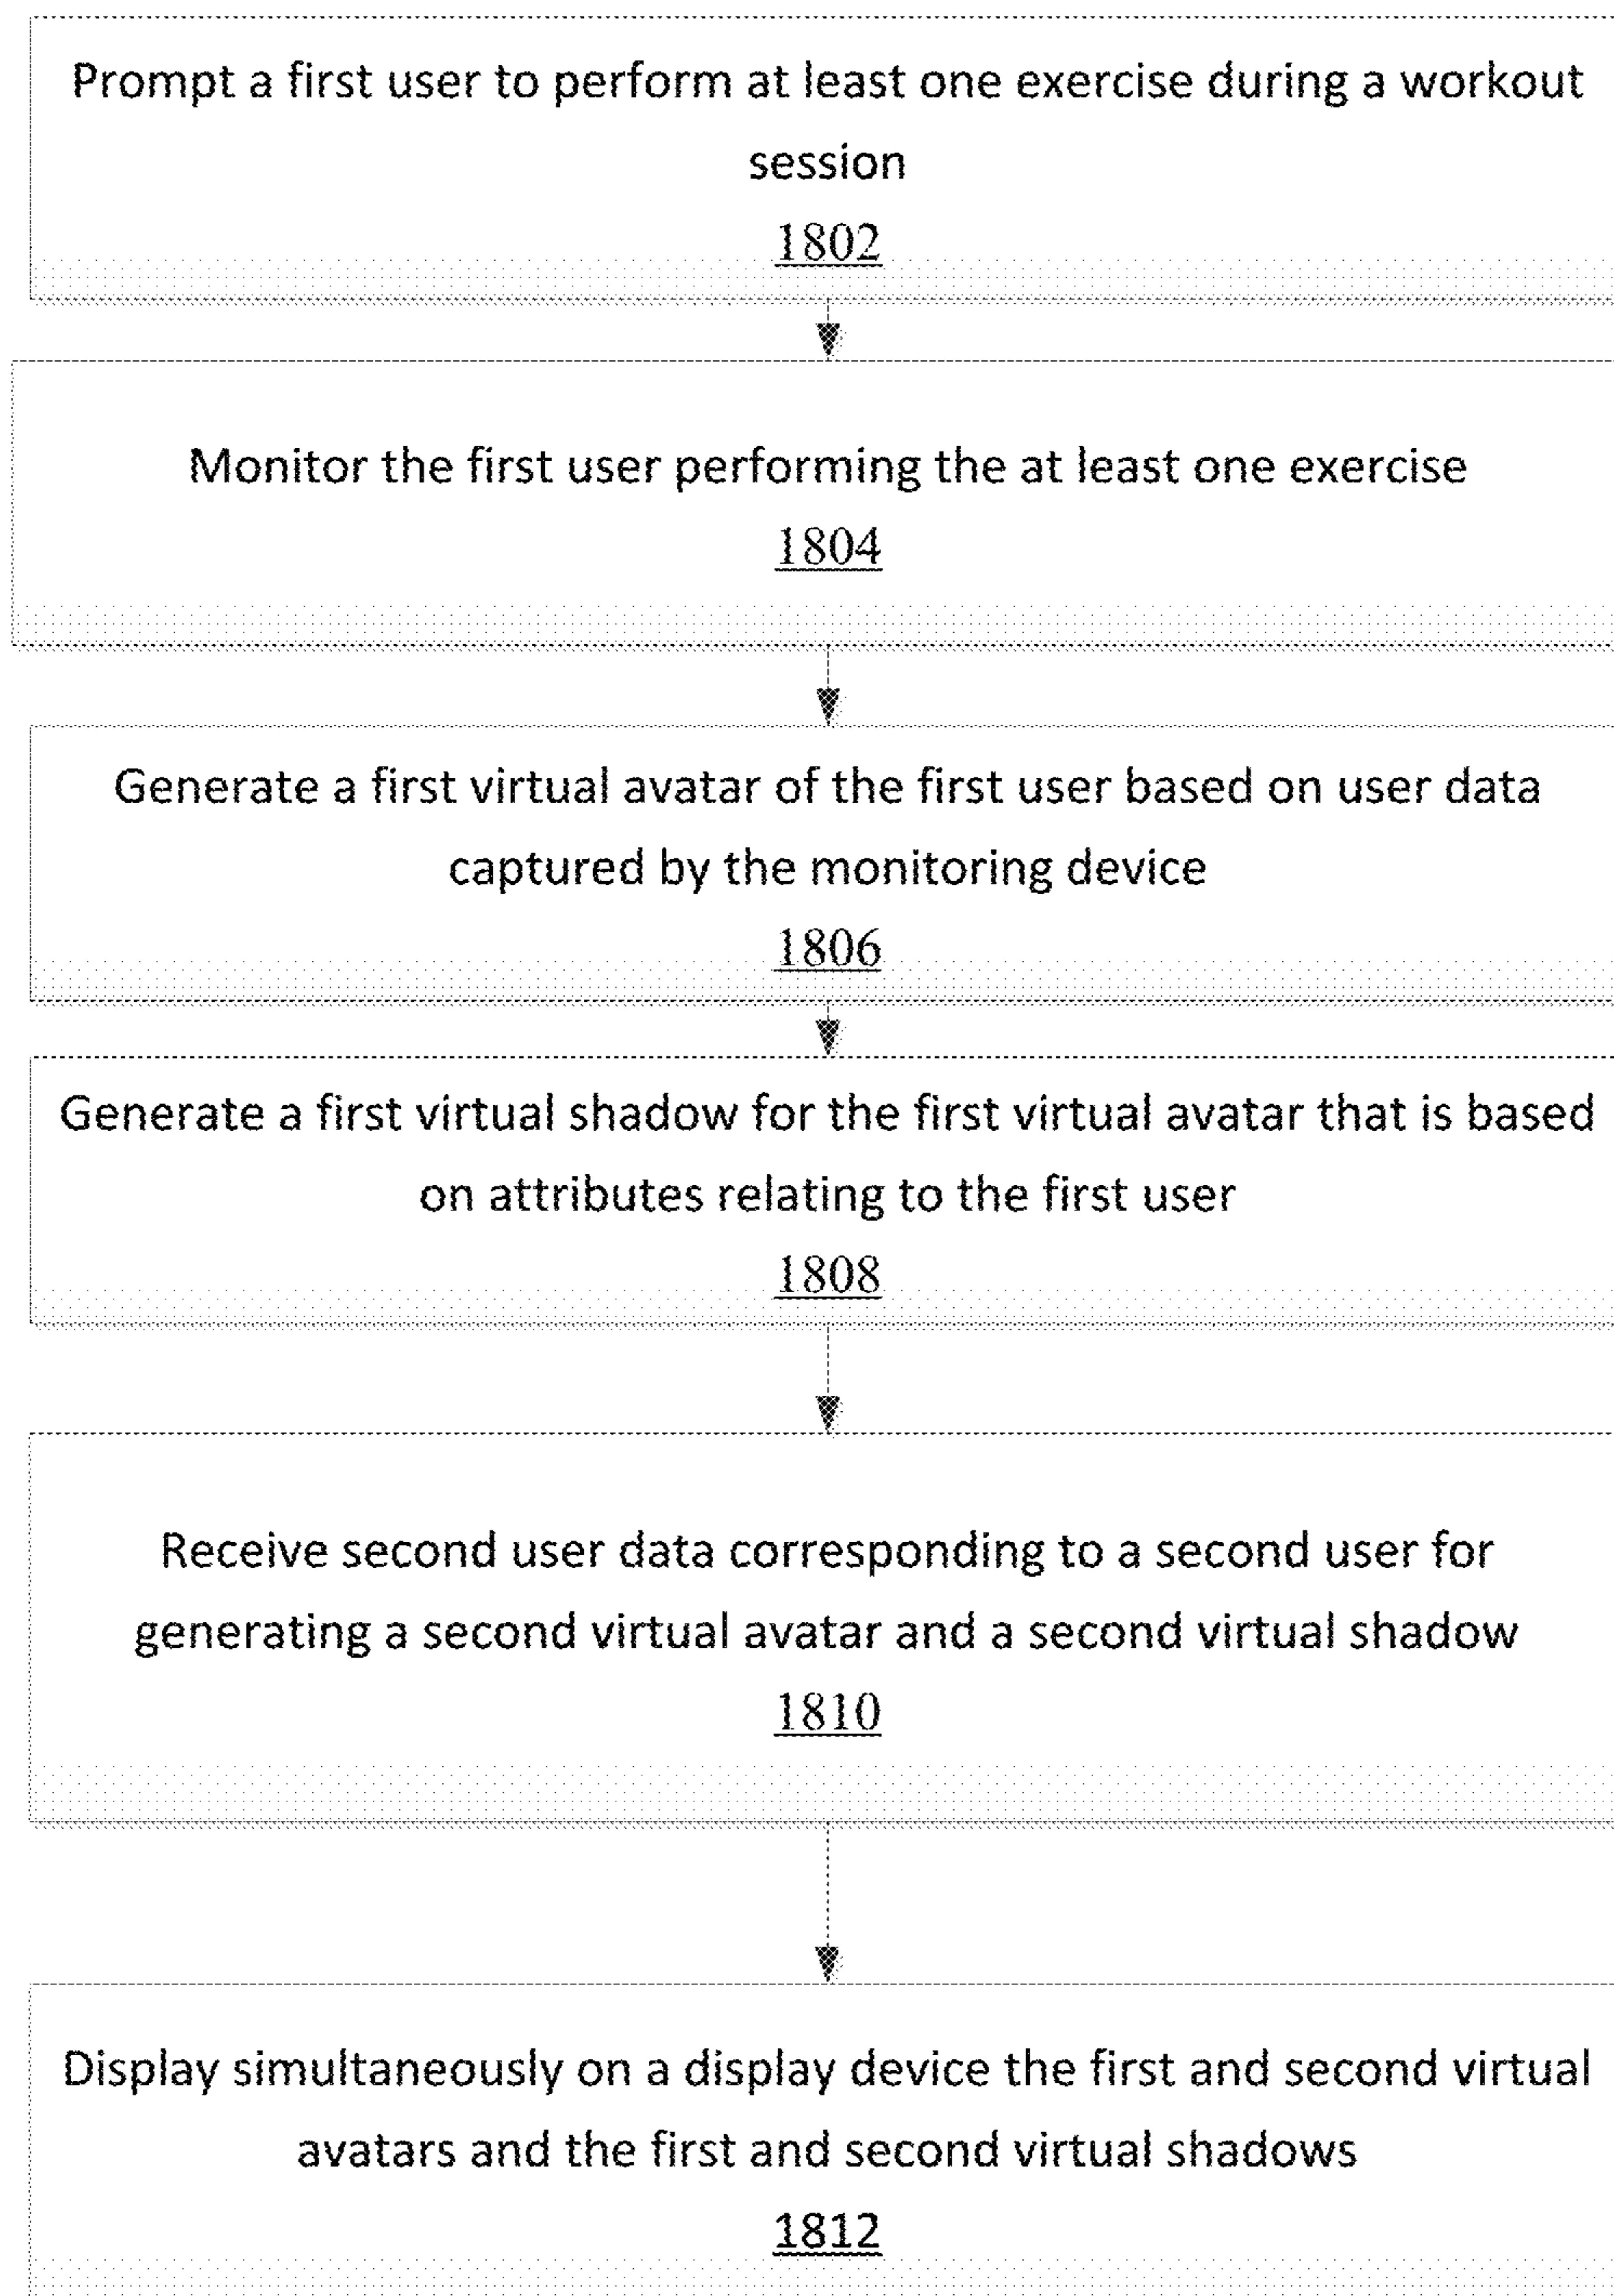 Prompt a first user to perform at least one exercise during a workout
session
1802
Monitor the first user performing the at least one exercise
1804
Generate a first virtual avatar of the first user based on user data
captured by the monitoring device
1806
Generate a first virtual shadow for the first virtual avatar that is based
on attributes relating to the first user
1808
Receive second user data corresponding to a second user for
generating a second virtual avatar and a second virtual shadow
1810
Display simultaneously on a display device the first and second virtual
avatars and the first and second virtual shadows
1812